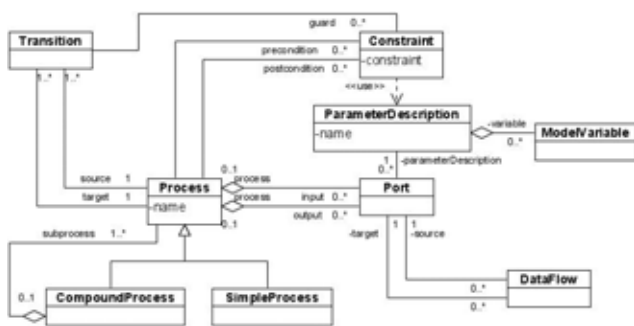 guard 0..*
Transition
Constraint
precondition 0..*
-constraint
1..* 1..*
postcondition 0..*
<<use>>
ParameterDescription
-variable
-name
ModelVariable
0..*
1
-parameterDescription
0..*
0..1
source 1
Process
process
Port
target 1
-name
process
input 0..*
output 0..*
0..1
1 1
subprocess 1..*
-target
-source
0..*
DataFlow
0..1
CompoundProcess
SimpleProcess
0..*